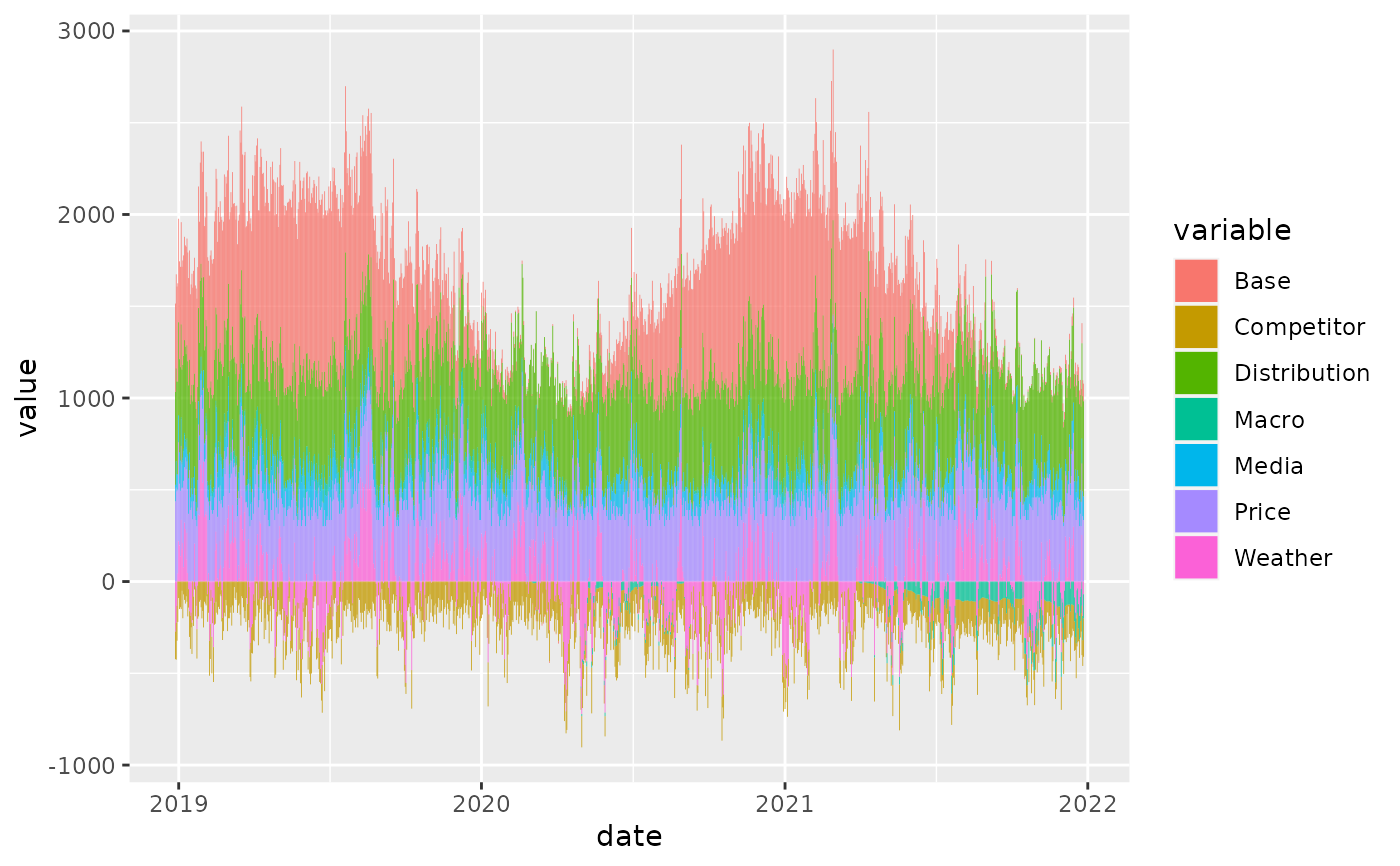 3000
2000
1000
0
-1000
value
2019
2020
2021
2022
date
variable
Base
Competitor
Distribution
Macro
Media
Price
Weather